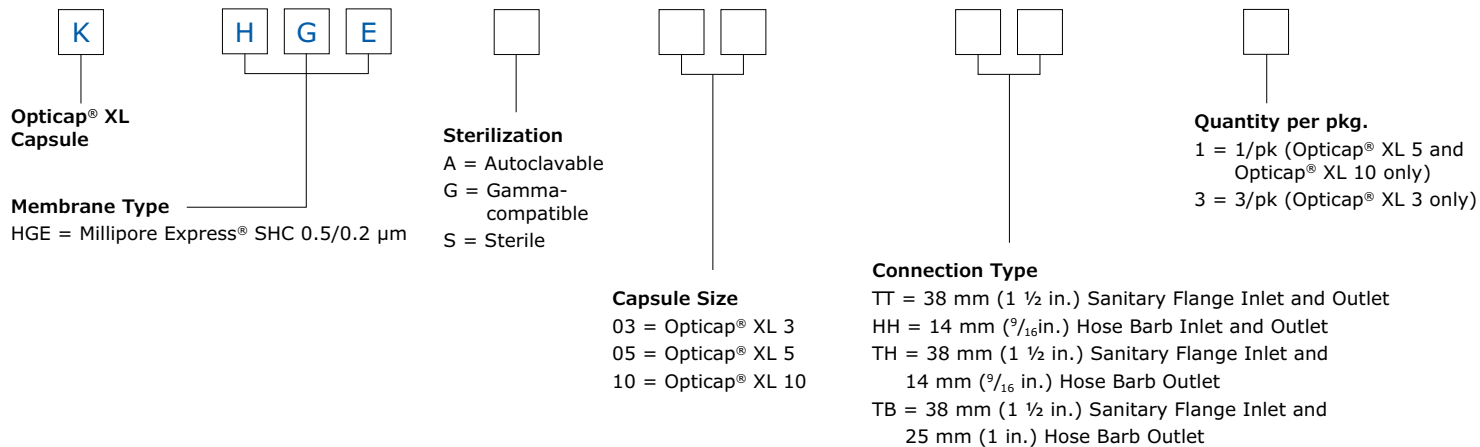 K H G E
Opticap® XL
Capsule
Membrane Type
HGE = Millipore Express® SHC 0.5/0.2 µm
Sterilization
A = Autoclavable
G = Gamma-
compatible
S = Sterile
Capsule Size
03 = Opticap® XL 3
05 = Opticap® XL 5
10 = Opticap® XL 10
Connection Type
TT = 38 mm (1 ½ in.) Sanitary Flange Inlet and Outlet
HH = 14 mm (⁹/₁₆in.) Hose Barb Inlet and Outlet
TH = 38 mm (1 ½ in.) Sanitary Flange Inlet and
14 mm (⁹/₁₆ in.) Hose Barb Outlet
TB = 38 mm (1 ½ in.) Sanitary Flange Inlet and
25 mm (1 in.) Hose Barb Outlet
Quantity per pkg.
1 = 1/pk (Opticap® XL 5 and
Opticap® XL 10 only)
3 = 3/pk (Opticap® XL 3 only)